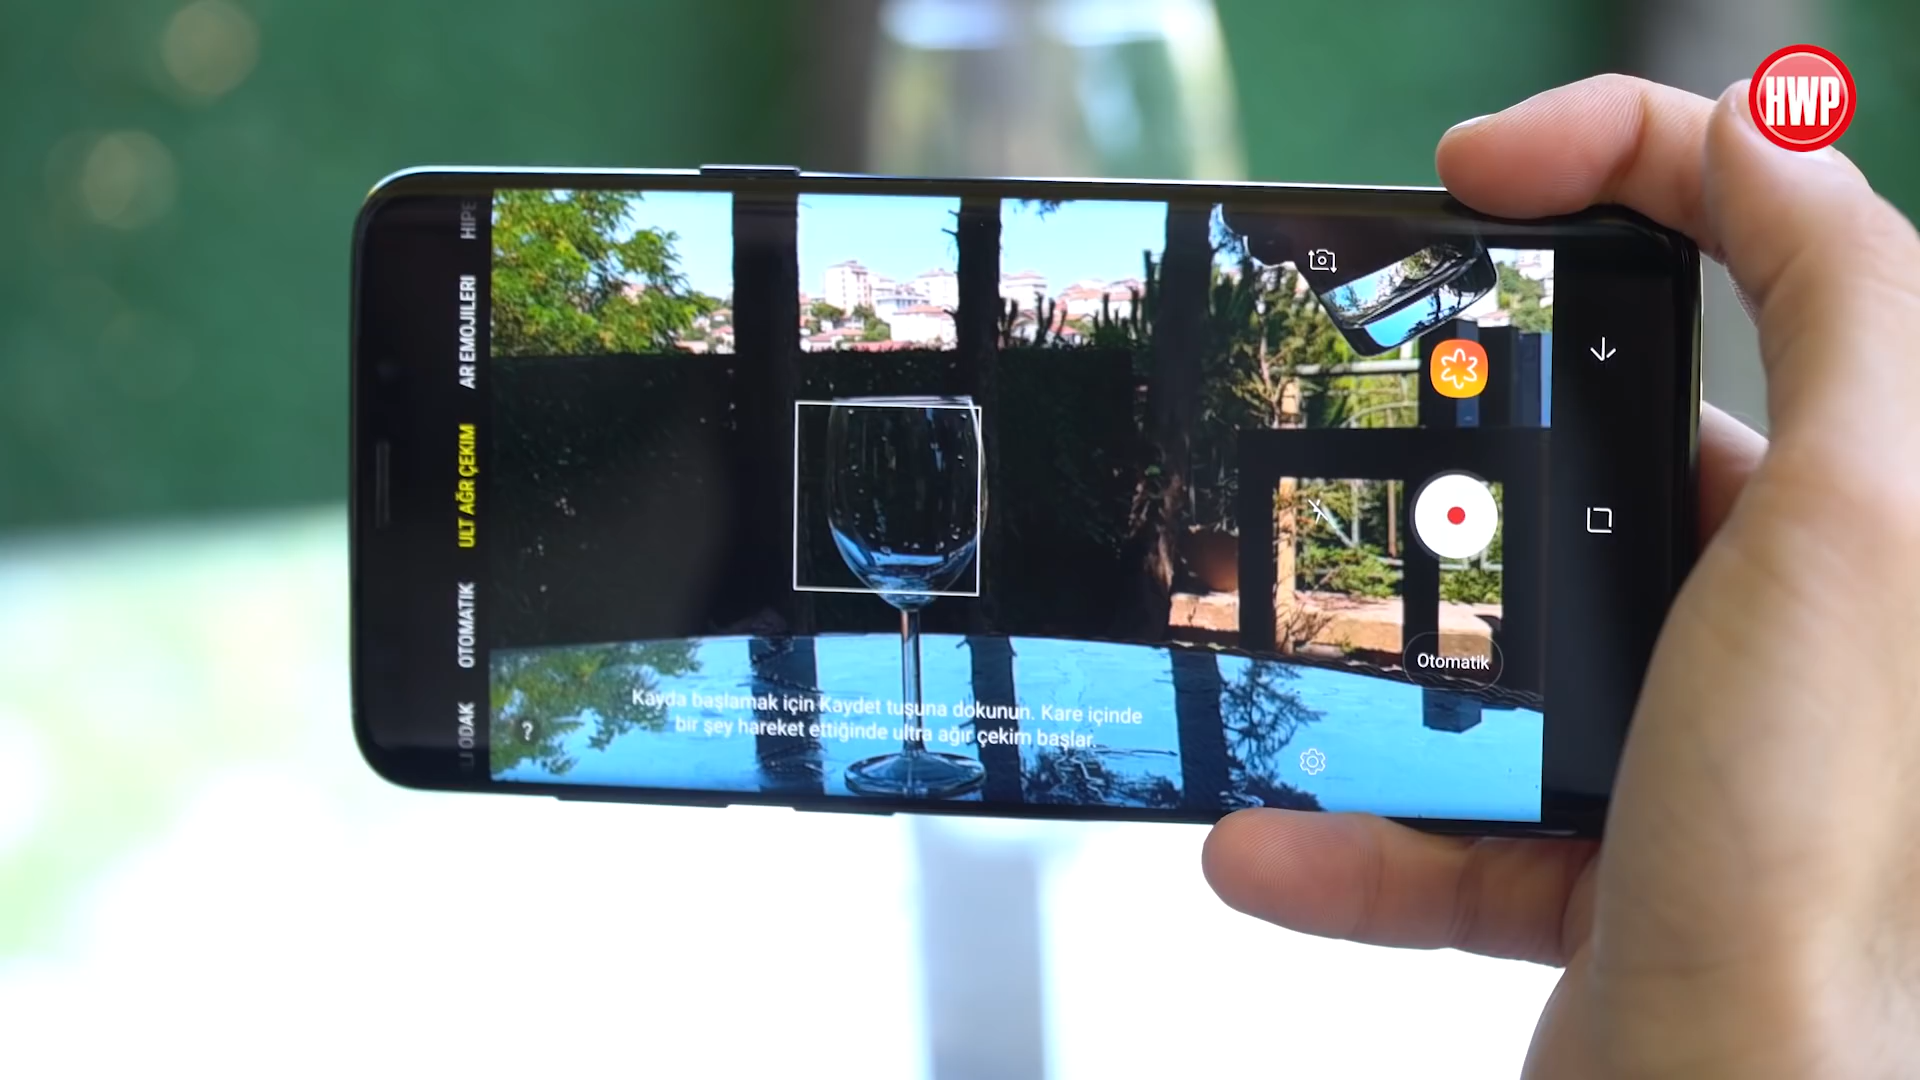 HWP
HIPE
AR EMOJILERI
ULT AĞR ÇEKIM
OTOMATIK
LI ODAK
Kayda başlamak için Kaydet tuşuna dokunun. Kare içinde
bir şey hareket ettiğinde ultra ağır çekim başlar.
?
Otomatik